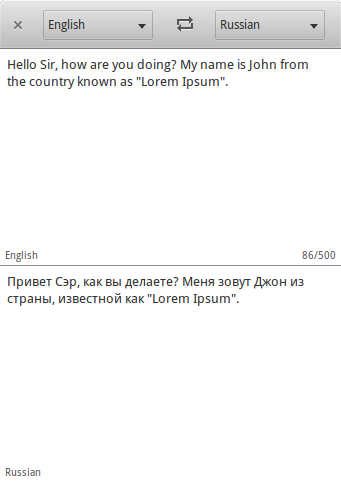 English
Russian
Hello Sir, how are you doing? My name is John from
the country known as "Lorem Ipsum".
English
86/500
Привет Сэр, как вы делаете? Меня зовут Джон из
страны, известной как "Lorem Ipsum".
Russian